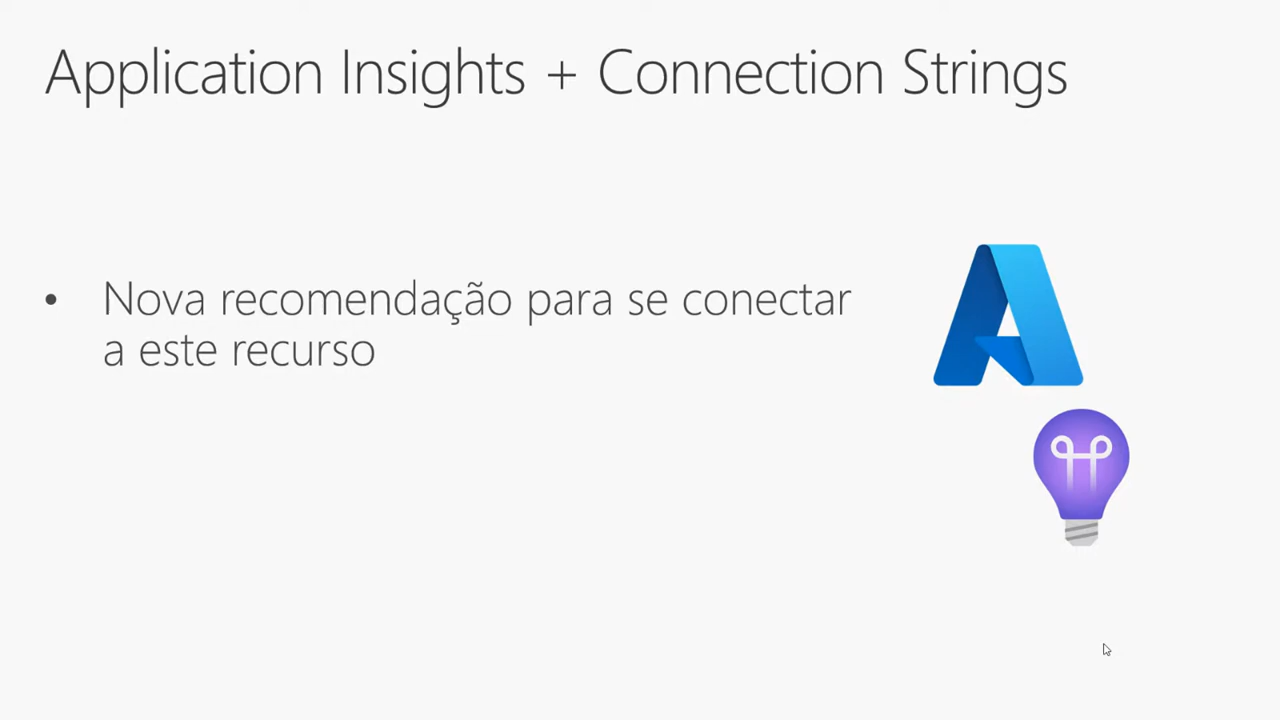 Application Insights + Connection Strings
• Nova recomendação para se conectar
a este recurso